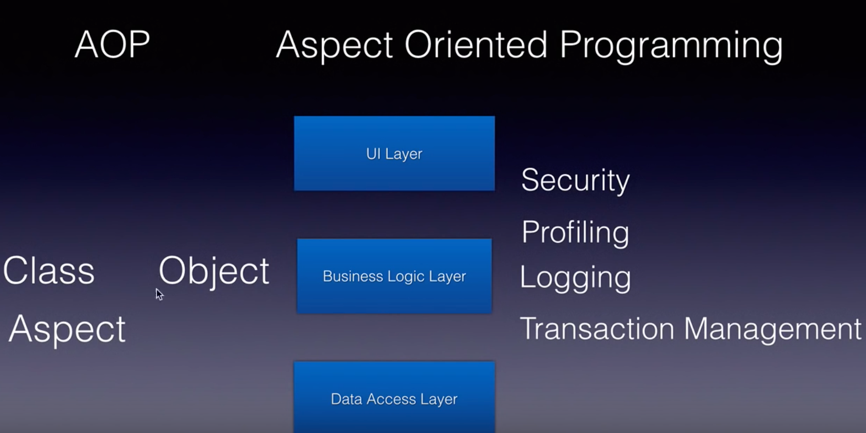 AOP Aspect Oriented Programming
UI Layer
Security
Profiling
Class Object Business Logic Layer Logging
Aspect Transaction Management
Data Access Layer